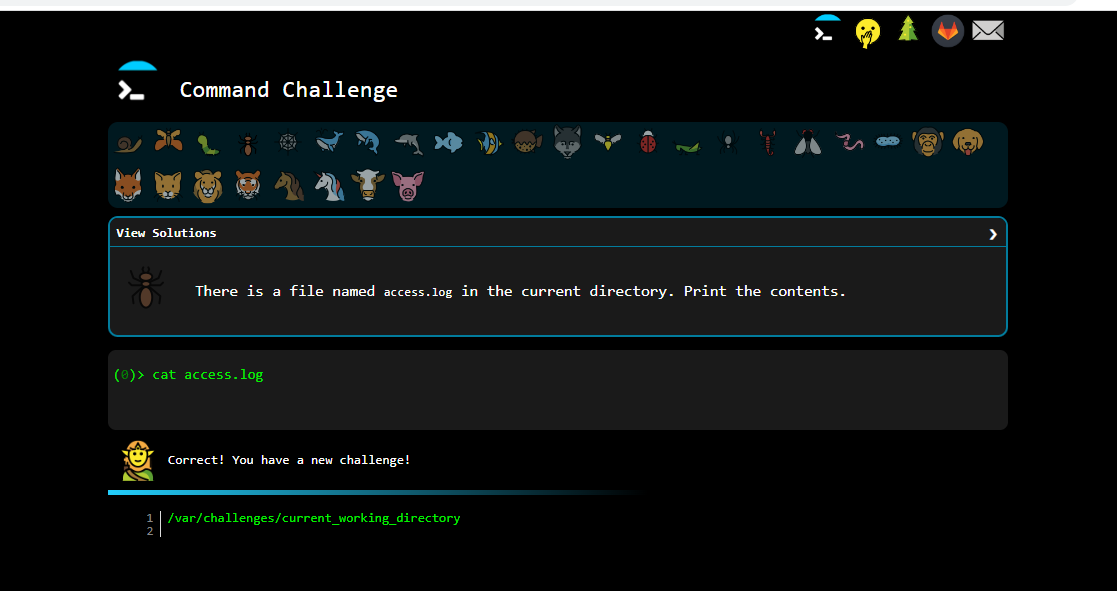 Command Challenge
View Solutions
There is a file named access.log in the current directory. Print the contents.
(0)> cat access.log
Correct! You have a new challenge!
1 /var/challenges/current_working_directory
2